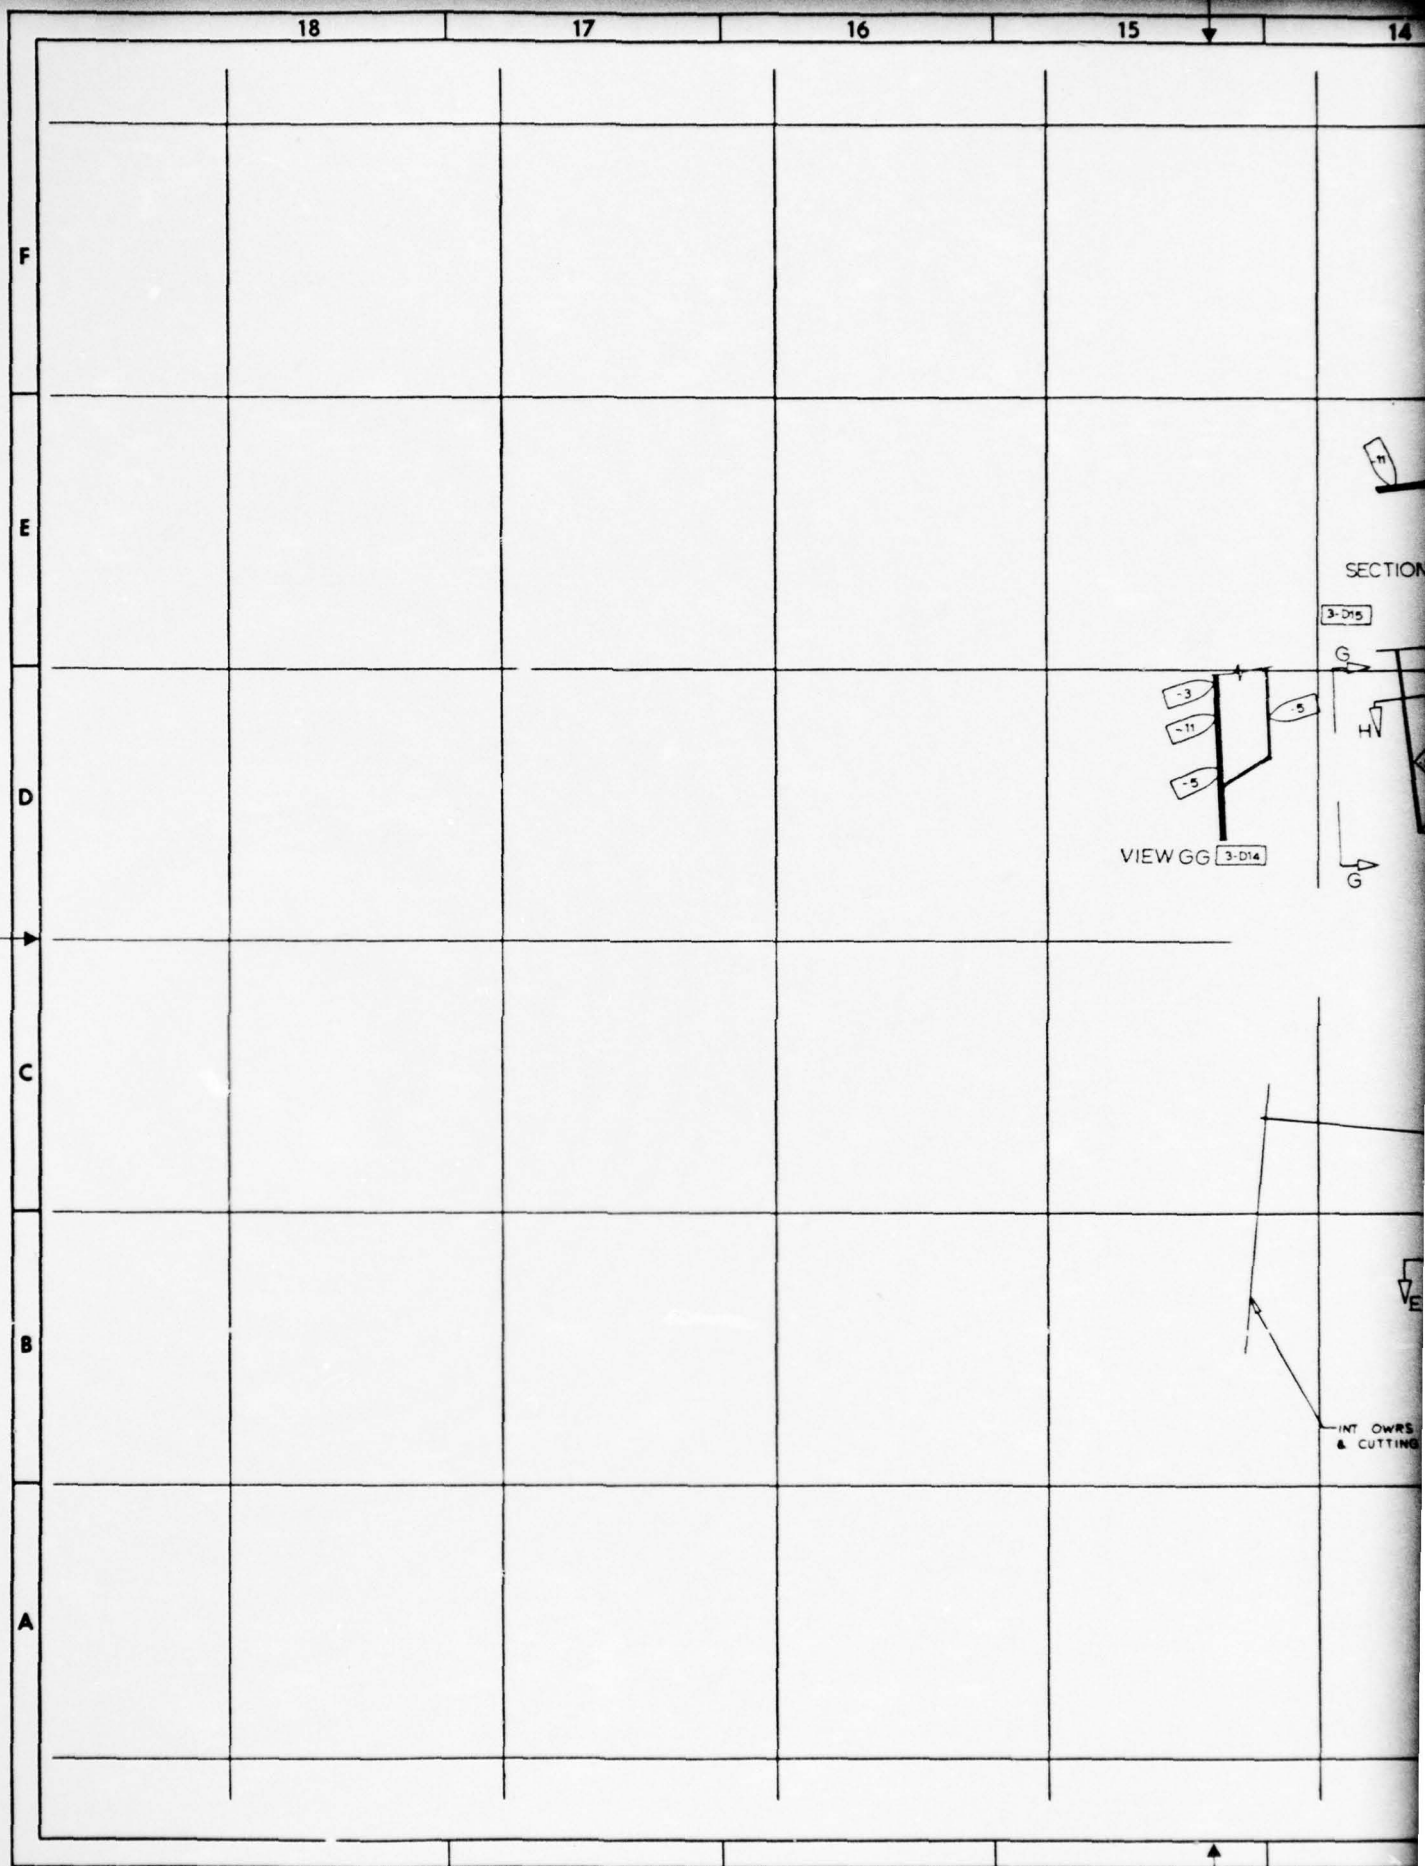 18 17 16 15 14
F
-11
E
SECTION
3-D15
G
-3
-5
-11
H
-5
D
VIEW GG 3-D14
G
C
E
B
INT OWRS
& CUTTING
A